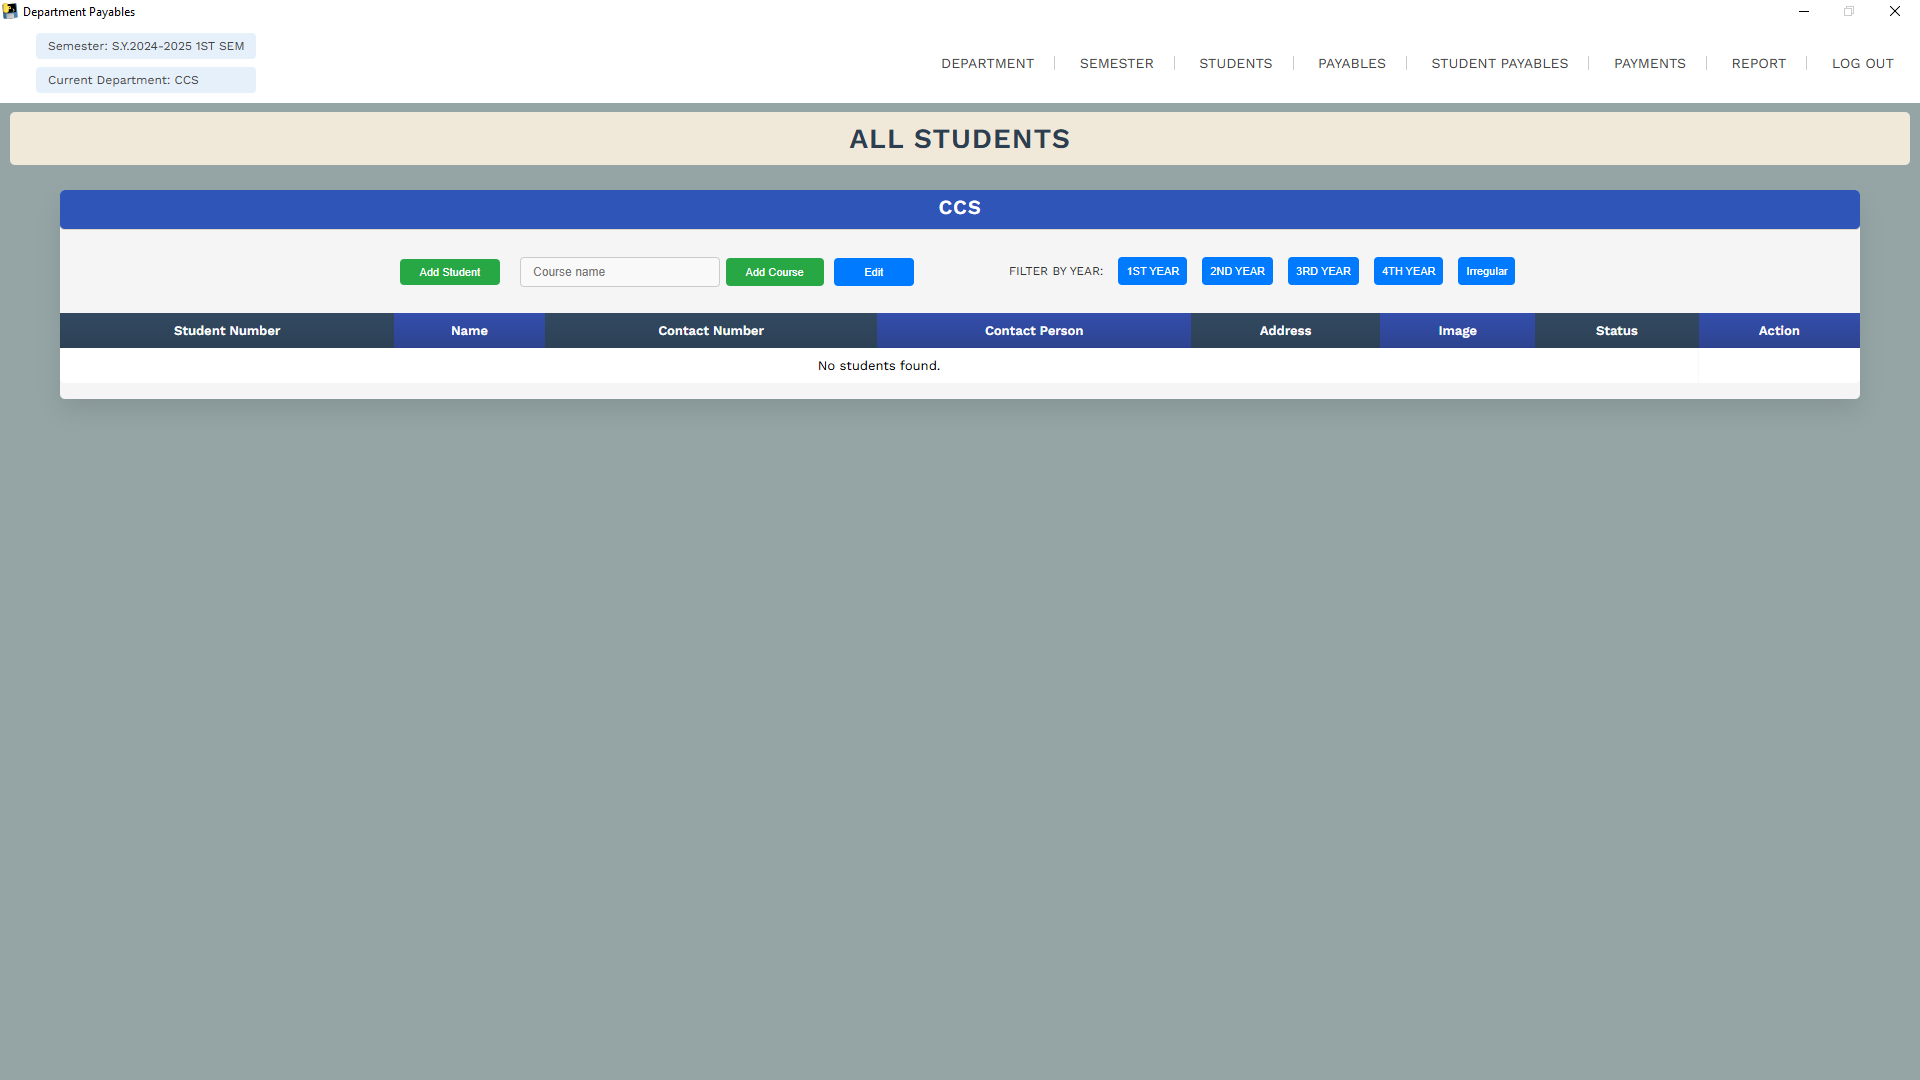 Department Payables
Semester: S.Y.2024-2025 1ST SEM
Current Department: CCS
DEPARTMENT SEMESTER STUDENTS PAYABLES STUDENT PAYABLES PAYMENTS REPORT LOG OUT
ALL STUDENTS
CCS
Add Student Course name Add Course Edit FILTER BY YEAR: 1ST YEAR 2ND YEAR 3RD YEAR 4TH YEAR Irregular
Student Number Name Contact Number Contact Person Address Image Status Action
No students found.